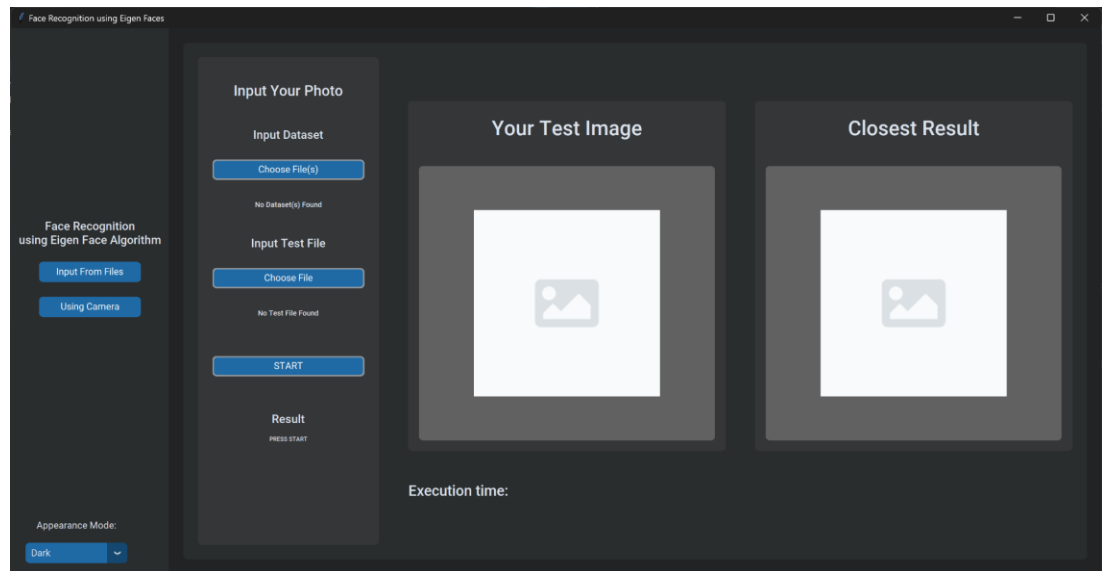 Face Recognition using Eigen Faces
Face Recognition
using Eigen Face Algorithm
Input From Files
Using Camera
Appearance Mode:
Dark
Input Your Photo
Input Dataset
Choose File(s)
No Dataset(s) Found
Input Test File
Choose File
No Test File Found
START
Result
PRESS START
Your Test Image
Closest Result
Execution time: